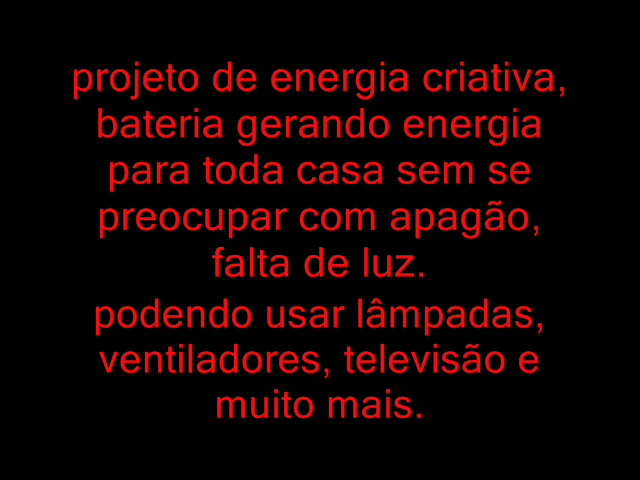 projeto de energia criativa,
bateria gerando energia
para toda casa sem se
preocupar com apagão,
falta de luz.
podendo usar lâmpadas,
ventiladores, televisão e
muito mais.